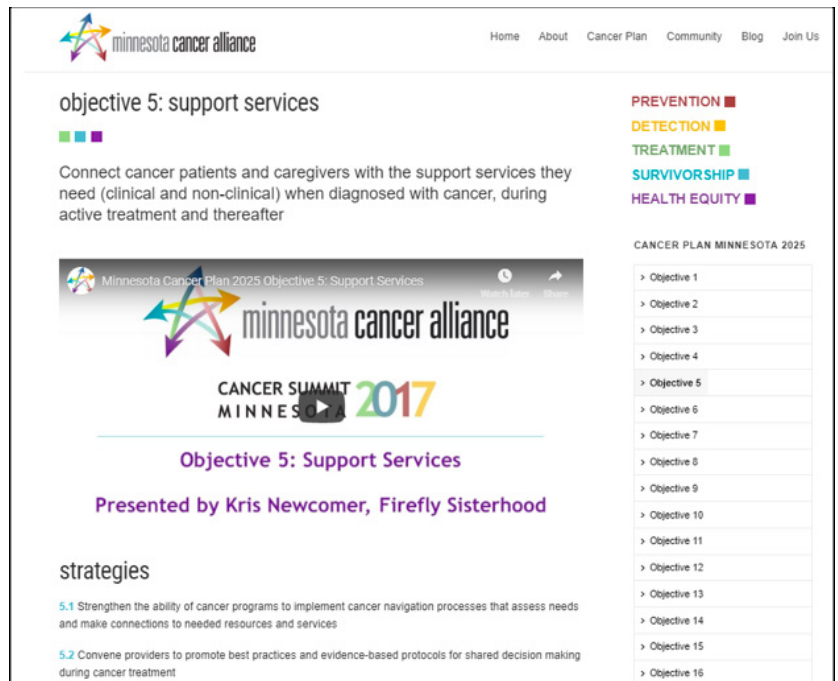 minnesota cancer alliance
Home About Cancer Plan Community Blog Join Us
objective 5: support services
Connect cancer patients and caregivers with the support services they
need (clinical and non-clinical) when diagnosed with cancer, during
active treatment and thereafter
Minnesota Cancer Plan 2025 Objective 5: Support Services
Watch later Share
minnesota cancer alliance
CANCER SUMMIT
MINNESOTA 2017
Objective 5: Support Services
Presented by Kris Newcomer, Firefly Sisterhood
strategies
5.1 Strengthen the ability of cancer programs to implement cancer navigation processes that assess needs
and make connections to needed resources and services
5.2 Convene providers to promote best practices and evidence-based protocols for shared decision making
during cancer treatment
PREVENTION
DETECTION
TREATMENT
SURVIVORSHIP
HEALTH EQUITY
CANCER PLAN MINNESOTA 2025
> Objective 1
> Objective 2
> Objective 3
> Objective 4
> Objective 5
> Objective 6
> Objective 7
> Objective 8
> Objective 9
> Objective 10
> Objective 11
> Objective 12
> Objective 13
> Objective 14
> Objective 15
> Objective 16